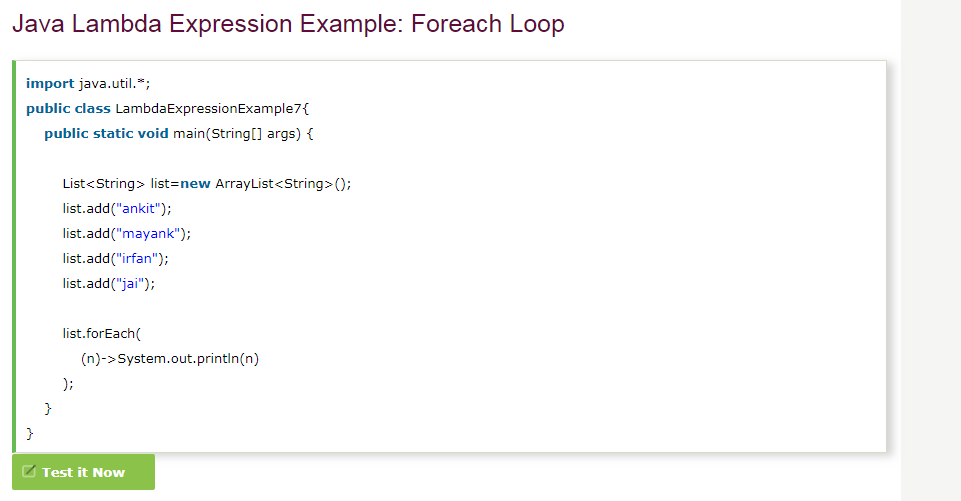 Java Lambda Expression Example: Foreach Loop
import java.util.*;
public class LambdaExpressionExample7{
public static void main(String[] args) {
List<String> list=new ArrayList<String>();
list.add("ankit");
list.add("mayank");
list.add("irfan");
list.add("jai");
list.forEach(
(n)->System.out.println(n)
);
}
}
Test it Now